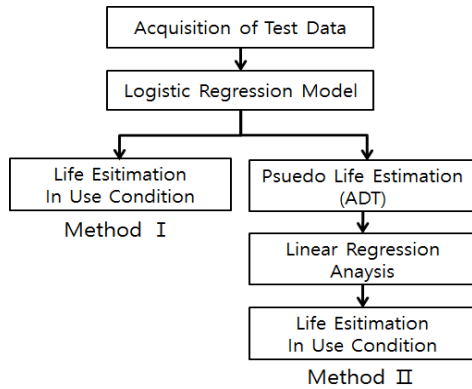 Acquisition of Test Data
Logistic Regression Model
Life Esitimation
In Use Condition
Method Ⅰ
Psuedo Life Estimation
(ADT)
Linear Regression
Anaysis
Life Esitimation
In Use Condition
Method Ⅱ